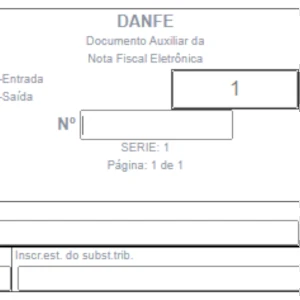 DANFE
Documento Auxiliar da
Nota Fiscal Eletrônica
-Entrada
-Saída
1
Nº
SERIE: 1
Página: 1 de 1
Inscr.est. do subst.trib.